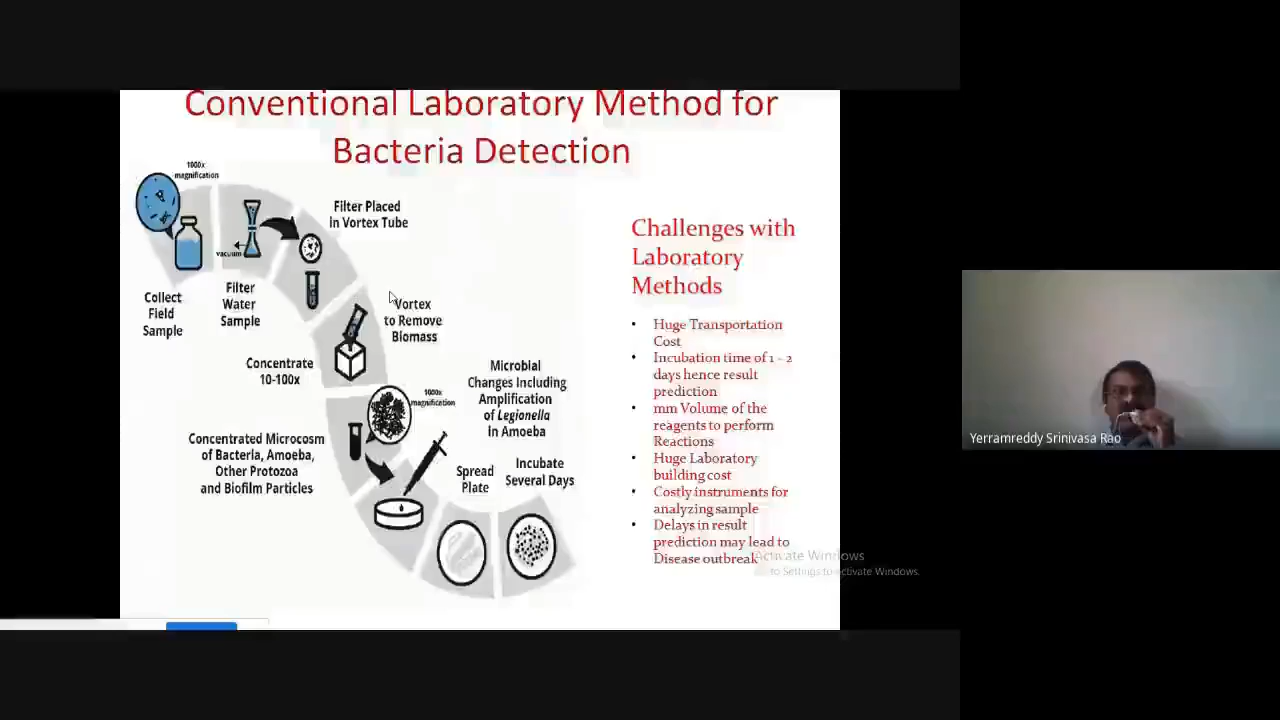 Conventional Laboratory Method for
Bacteria Detection
1000x
magnification
vacuum
Collect
Field
Sample
Filter
Water
Sample
Filter Placed
in Vortex Tube
Vortex
to Remove
Biomass
Concentrate
10-100x
1000x
magnification
Concentrated Microcosm
of Bacteria, Amoeba,
Other Protozoa
and Biofilm Particles
Microbial
Changes Including
Amplification
of Legionella
in Amoeba
Spread
Plate
Incubate
Several Days
Challenges with
Laboratory
Methods
• Huge Transportation
Cost
• Incubation time of 1 – 2
days hence result
prediction
• mm Volume of the
reagents to perform
Reactions
• Huge Laboratory
building cost
• Costly instruments for
analyzing sample
• Delays in result
prediction may lead to
Disease outbreak
Activate Windows
to Settings to activate Windows.
Yerramreddy Srinivasa Rao